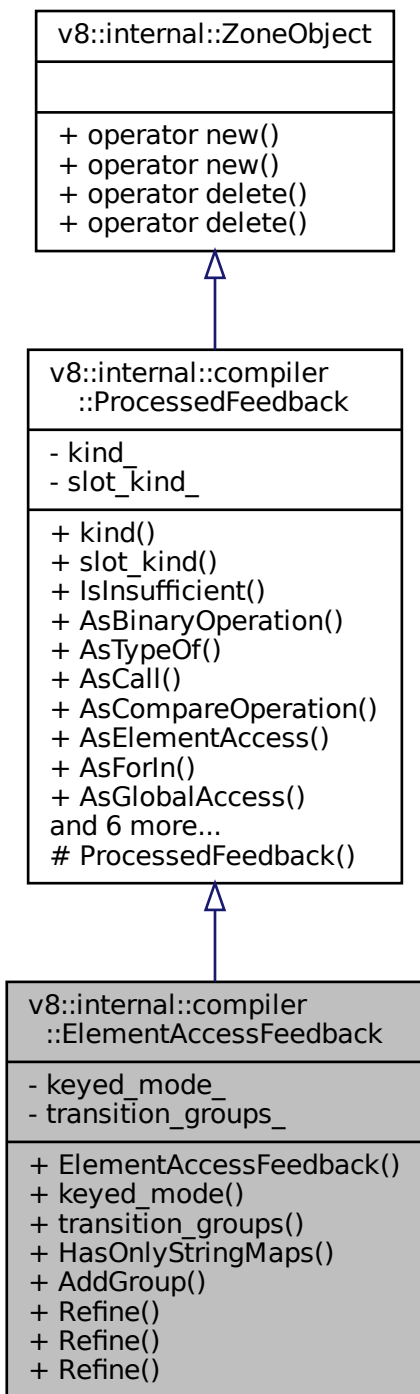 v8::internal::ZoneObject
+ operator new()
+ operator new()
+ operator delete()
+ operator delete()
v8::internal::compiler
::ProcessedFeedback
- kind_
- slot_kind_
+ kind()
+ slot_kind()
+ IsInsufficient()
+ AsBinaryOperation()
+ AsTypeOf()
+ AsCall()
+ AsCompareOperation()
+ AsElementAccess()
+ AsForIn()
+ AsGlobalAccess()
and 6 more...
# ProcessedFeedback()
v8::internal::compiler
::ElementAccessFeedback
- keyed_mode_
- transition_groups_
+ ElementAccessFeedback()
+ keyed_mode()
+ transition_groups()
+ HasOnlyStringMaps()
+ AddGroup()
+ Refine()
+ Refine()
+ Refine()